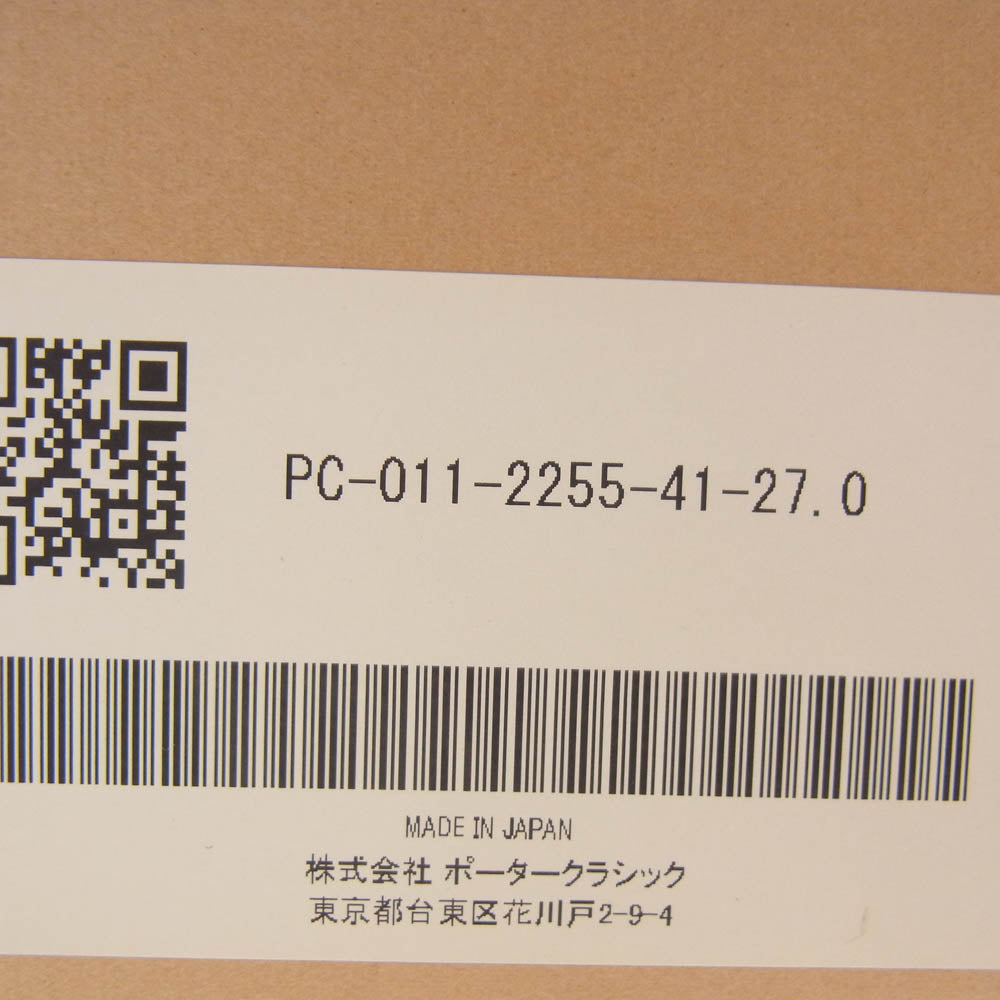 PC-011-2255-41-27.0
MADE IN JAPAN
株式会社 ポータークラシック
東京都台東区花川戸2-9-4